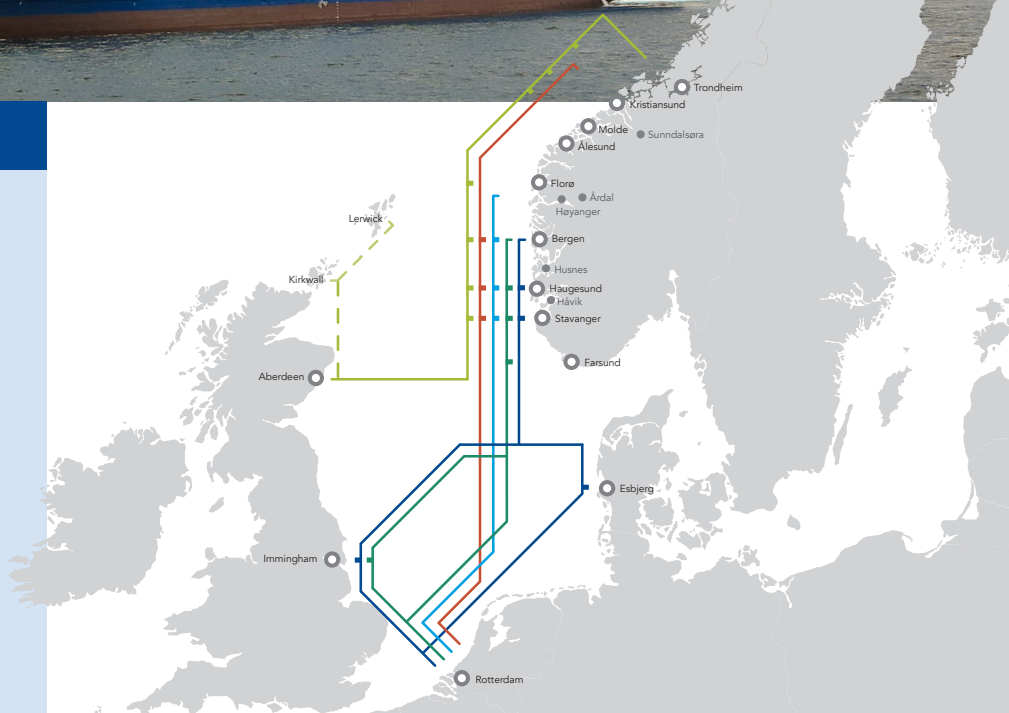 Trondheim
Kristiansund
Molde
Sunndalsøra
Ålesund
Florø
Årdal
Høyanger
Lerwick
Bergen
Husnes
Kirkwall
Haugesund
Håvik
Stavanger
Farsund
Aberdeen
Esbjerg
Immingham
Rotterdam